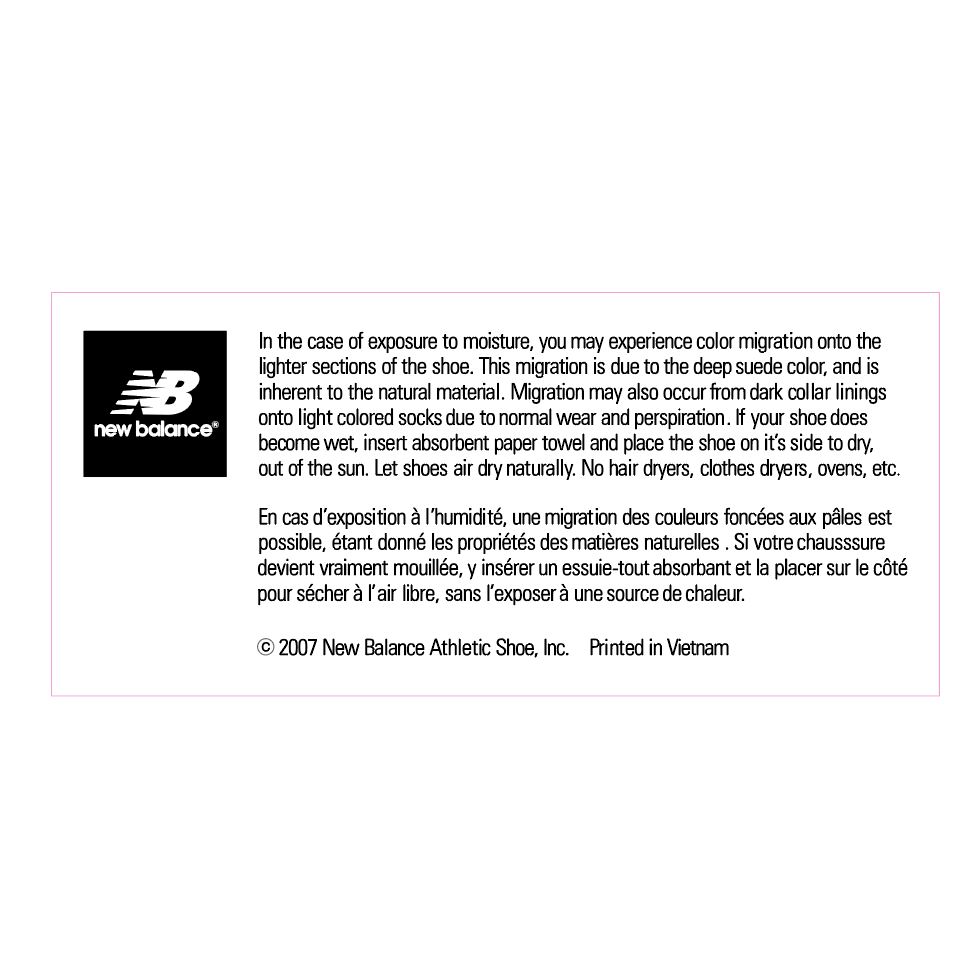 In the case of exposure to moisture, you may experience color migration onto the
lighter sections of the shoe. This migration is due to the deep suede color, and is
inherent to the natural material. Migration may also occur from dark collar linings
onto light colored socks due to normal wear and perspiration. If your shoe does
become wet, insert absorbent paper towel and place the shoe on it's side to dry,
out of the sun. Let shoes air dry naturally. No hair dryers, clothes dryers, ovens, etc.
NB
new balance®
En cas d'exposition à l'humidité, une migration des couleurs foncées aux pâles est
possible, étant donné les propriétés des matières naturelles . Si votre chausssure
devient vraiment mouillée, y insérer un essuie-tout absorbant et la placer sur le côté
pour sécher à l'air libre, sans l'exposer à une source de chaleur.
© 2007 New Balance Athletic Shoe, Inc. Printed in Vietnam